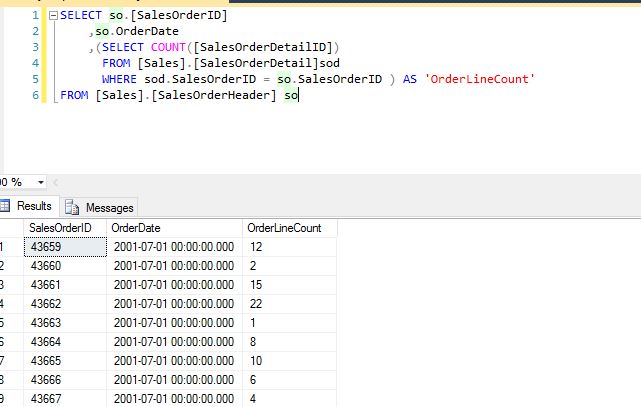 1 SELECT so.[SalesOrderID]
2 ,so.OrderDate
3 ,(SELECT COUNT([SalesOrderDetailID])
4 FROM [Sales].[SalesOrderDetail]sod
5 WHERE sod.SalesOrderID = so.SalesOrderID ) AS 'OrderLineCount'
6 FROM [Sales].[SalesOrderHeader] so
%
Results Messages
SalesOrderID OrderDate OrderLineCount
1 43659 2001-07-01 00:00:00.000 12
2 43660 2001-07-01 00:00:00.000 2
3 43661 2001-07-01 00:00:00.000 15
4 43662 2001-07-01 00:00:00.000 22
5 43663 2001-07-01 00:00:00.000 1
6 43664 2001-07-01 00:00:00.000 8
7 43665 2001-07-01 00:00:00.000 10
8 43666 2001-07-01 00:00:00.000 6
9 43667 2001-07-01 00:00:00.000 4